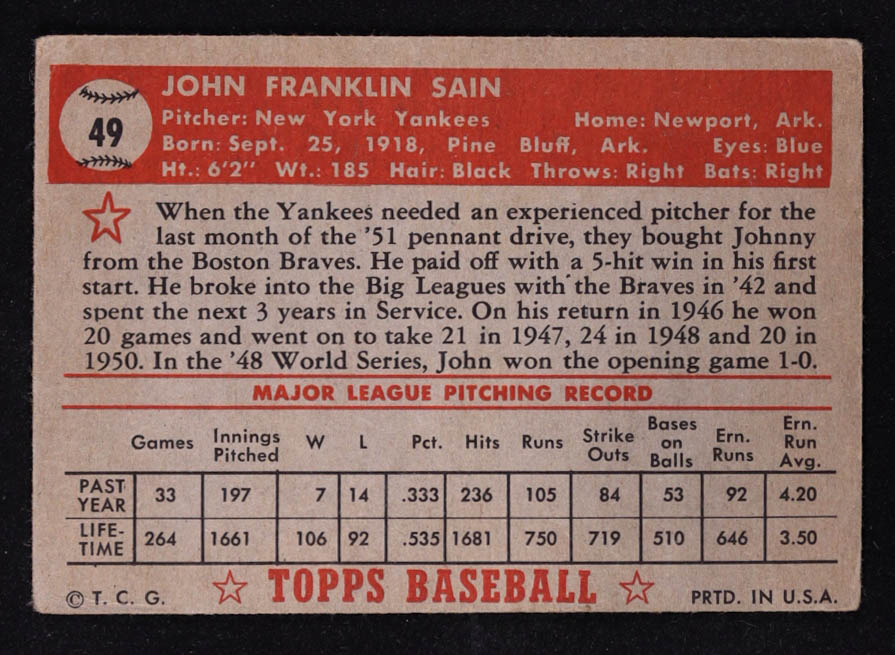 49
JOHN FRANKLIN SAIN
Pitcher: New York Yankees Home: Newport, Ark.
Born: Sept. 25, 1918, Pine Bluff, Ark. Eyes: Blue
Ht.: 6'2" Wt.: 185 Hair: Black Throws: Right Bats: Right
When the Yankees needed an experienced pitcher for the
last month of the '51 pennant drive, they bought Johnny
from the Boston Braves. He paid off with a 5-hit win in his first
start. He broke into the Big Leagues with the Braves in '42 and
spent the next 3 years in Service. On his return in 1946 he won
20 games and went on to take 21 in 1947, 24 in 1948 and 20 in
1950. In the '48 World Series, John won the opening game 1-0.
MAJOR LEAGUE PITCHING RECORD
Games Innings Pitched W L Pct. Hits Runs Strike Outs Bases on Balls Ern. Runs Ern. Run Avg.
PAST YEAR 33 197 7 14 .333 236 105 84 53 92 4.20
LIFE-TIME 264 1661 106 92 .535 1681 750 719 510 646 3.50
© T. C. G. TOPPS BASEBALL PRTD. IN U.S.A.